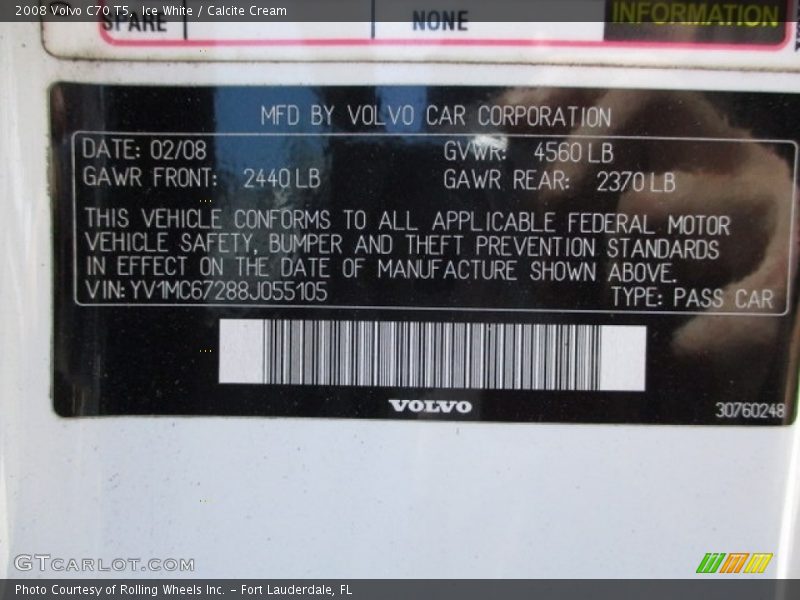 2008 Volvo C70 T5, Ice White / Calcite Cream
SPARE NONE INFORMATION
MFD BY VOLVO CAR CORPORATION
DATE: 02/08 GVWR: 4560 LB
GAWR FRONT: 2440 LB GAWR REAR: 2370 LB
THIS VEHICLE CONFORMS TO ALL APPLICABLE FEDERAL MOTOR
VEHICLE SAFETY, BUMPER AND THEFT PREVENTION STANDARDS
IN EFFECT ON THE DATE OF MANUFACTURE SHOWN ABOVE.
VIN: YV1MC67288J055105 TYPE: PASS CAR
VOLVO
30760248
GTCARLOT.COM
Photo Courtesy of Rolling Wheels Inc. – Fort Lauderdale, FL